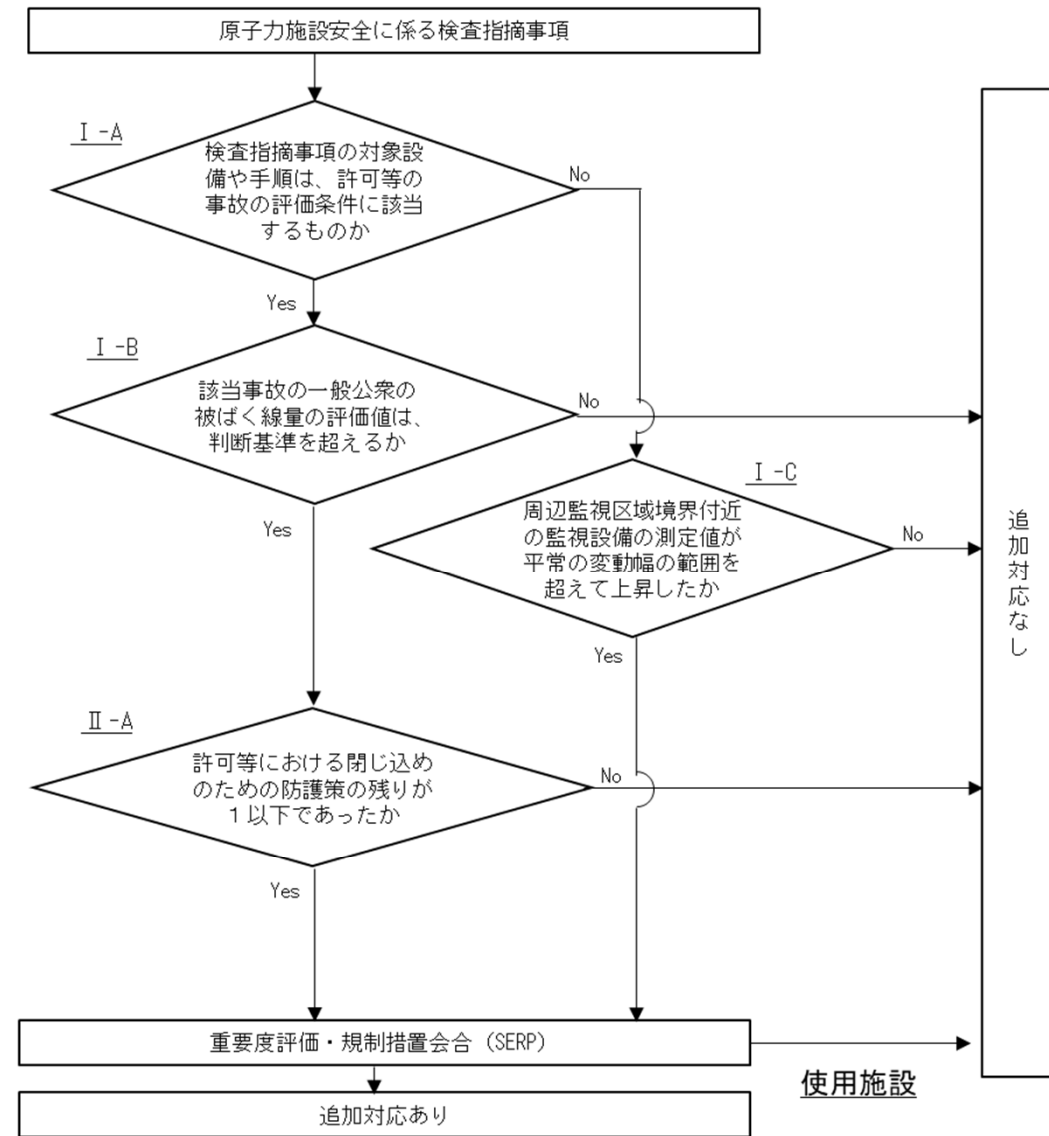 原子力施設安全に係る検査指摘事項
Ⅰ-A
検査指摘事項の対象設
備や手順は、許可等の
事故の評価条件に該当
するものか
No
Yes
Ⅰ-B
該当事故の一般公衆の
被ばく線量の評価値は、
判断基準を超えるか
No
Yes
Ⅰ-C
周辺監視区域境界付近
の監視設備の測定値が
平常の変動幅の範囲を
超えて上昇したか
No
Yes
追加対応なし
Ⅱ-A
許可等における閉じ込め
のための防護策の残りが
１以下であったか
No
Yes
重要度評価・規制措置会合（SERP）
使用施設
追加対応あり